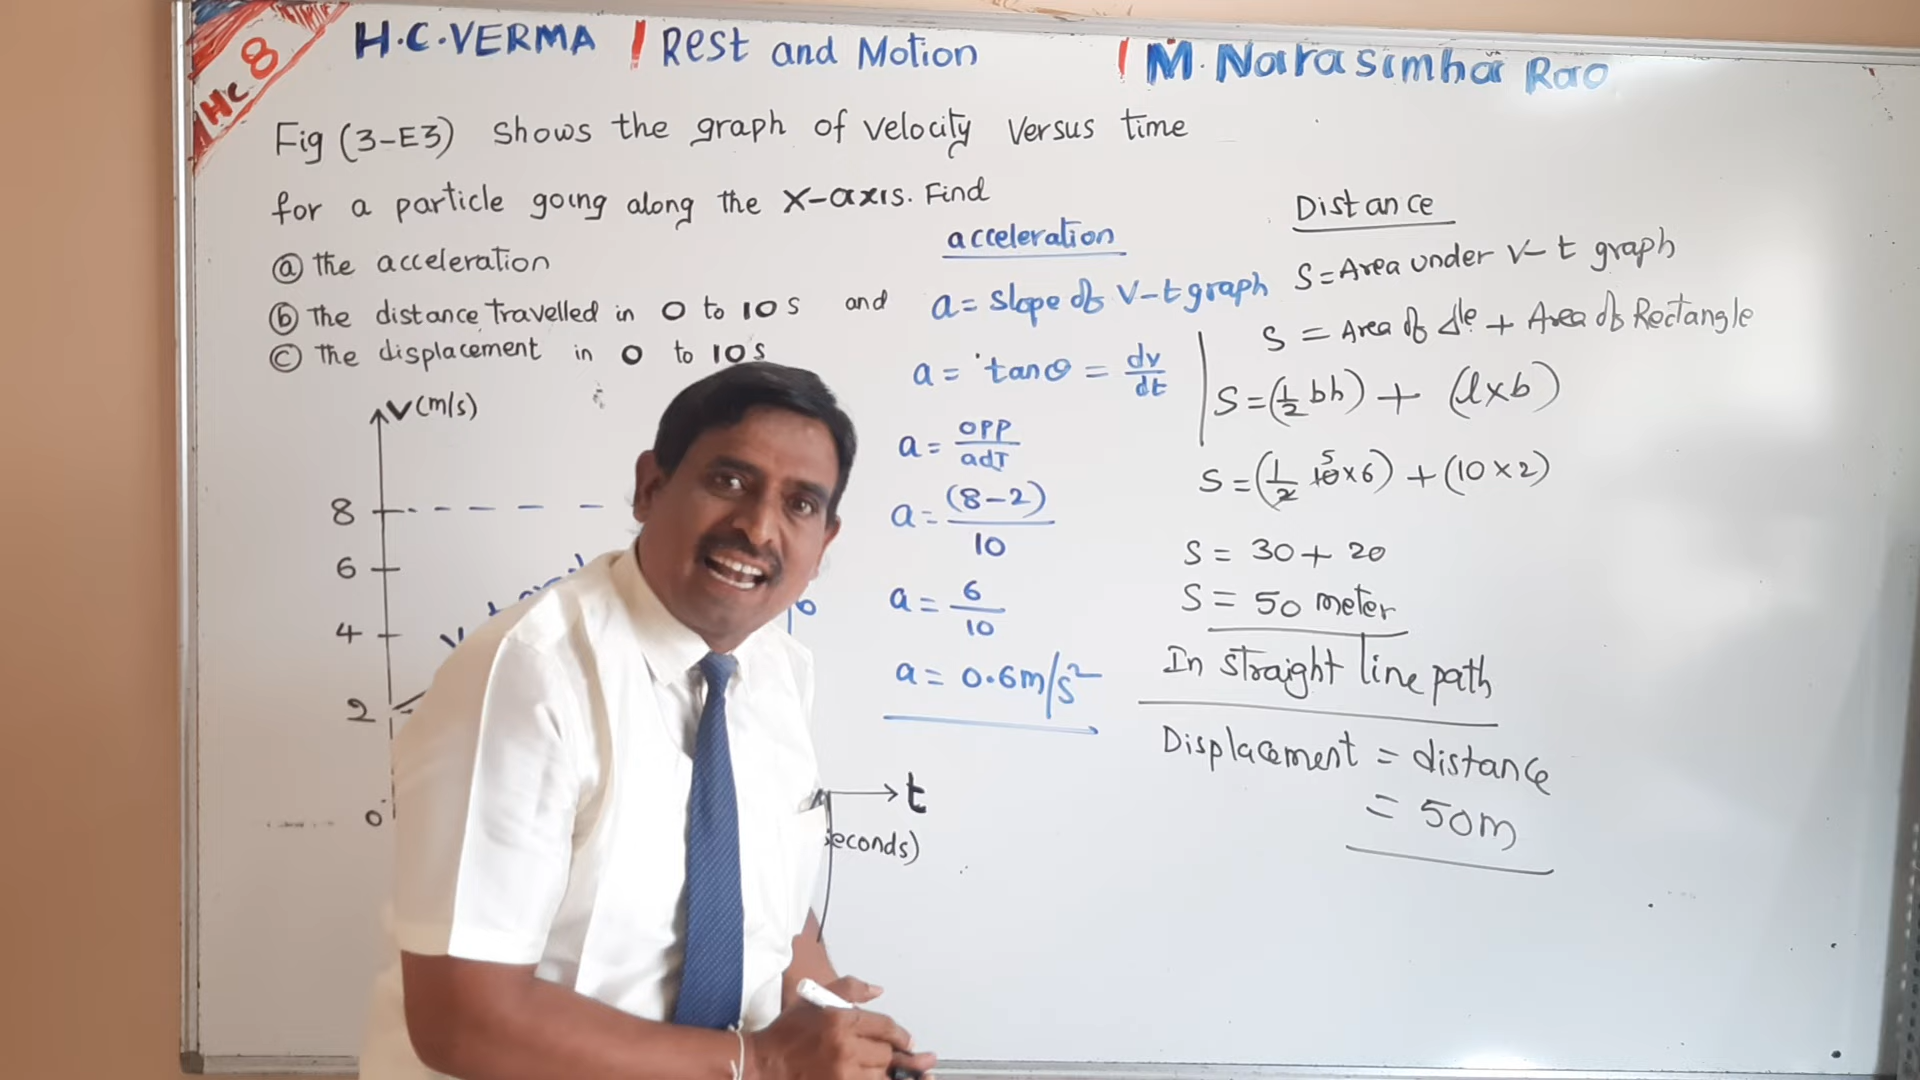 HC 8
H.C.VERMA | Rest and Motion | M. Narasimha Rao
Fig (3-E3) Shows the graph of velocity Versus time
for a particle going along the X-axis. Find
ⓐ the acceleration
ⓑ the distance travelled in 0 to 10 s and
ⓒ the displacement in 0 to 10s
V(m/s)
8
6
4
2
0
t
econds)
acceleration
a = slope of V-t graph
a = tanθ = dv/dt
a = opp/adj
a = (8-2)/10
a = 6/10
a = 0.6m/s²
Distance
S = Area under V-t graph
S = Area of Δle + Area of Rectangle
S = (1/2 bh) + (l×b)
S = (1/2 10 5 ×6) + (10×2)
S = 30 + 20
S = 50 meter
In straight line path
Displacement = distance
= 50m